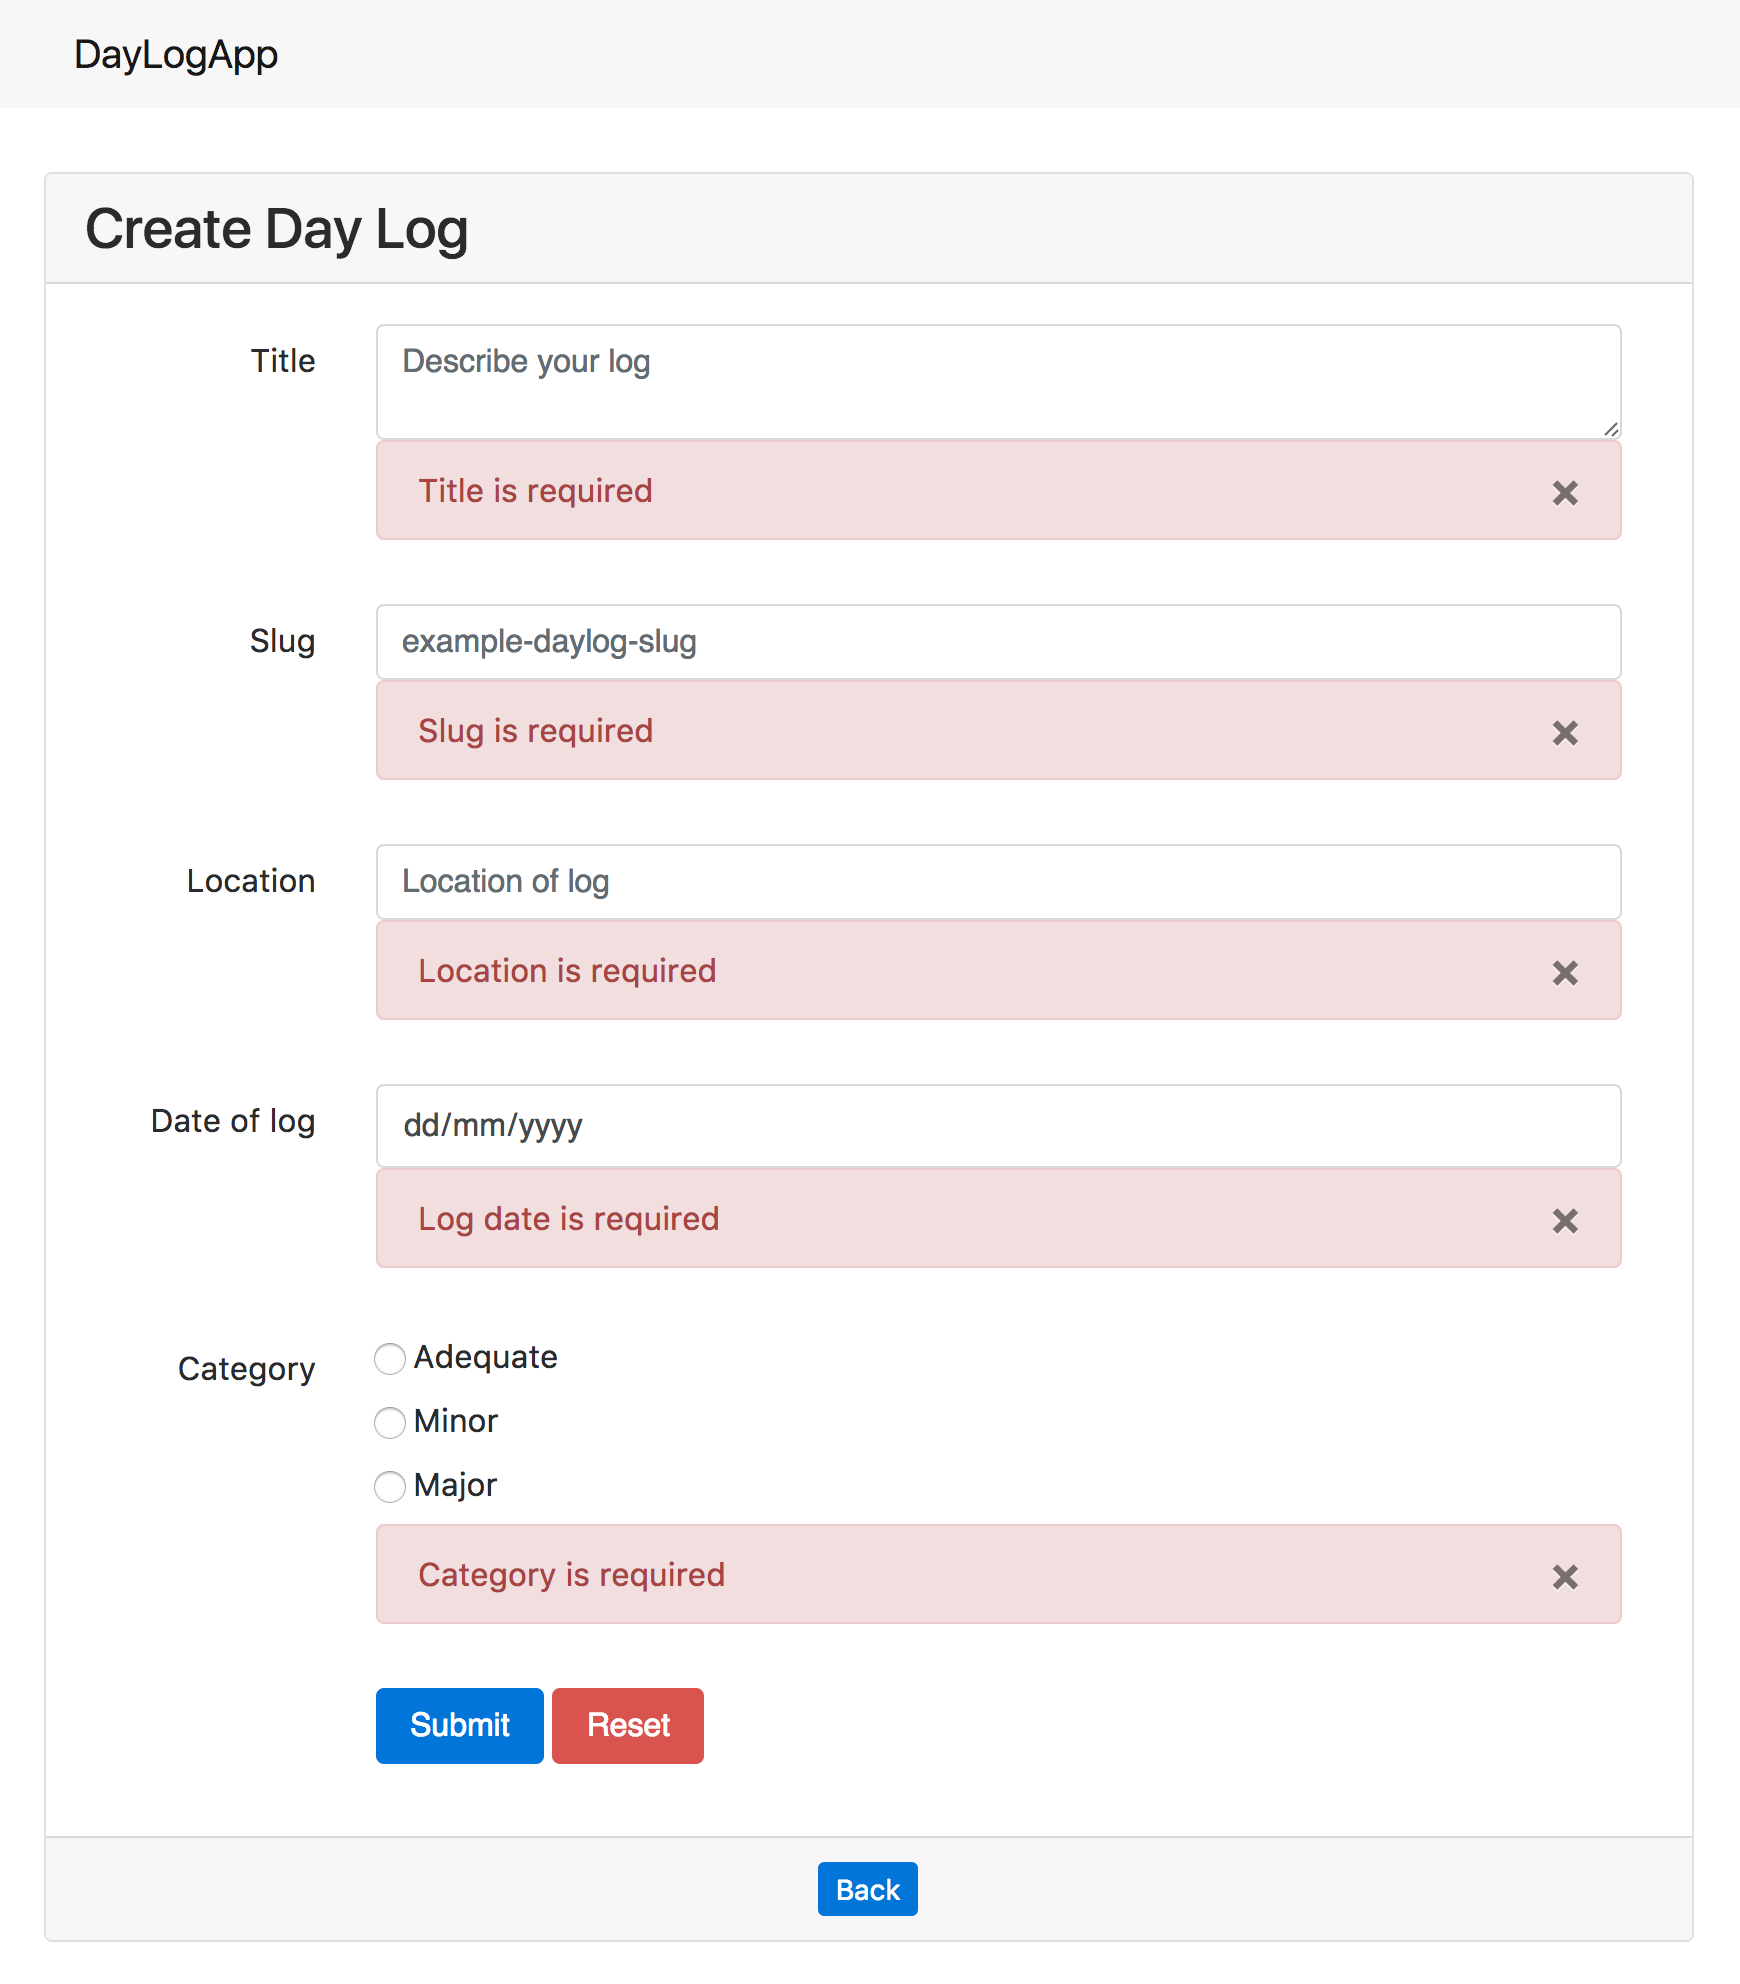 DayLogApp
Create Day Log
Title
Describe your log
Title is required
Slug
example-daylog-slug
Slug is required
Location
Location of log
Location is required
Date of log
dd/mm/yyyy
Log date is required
Category
Adequate
Minor
Major
Category is required
Submit Reset
Back